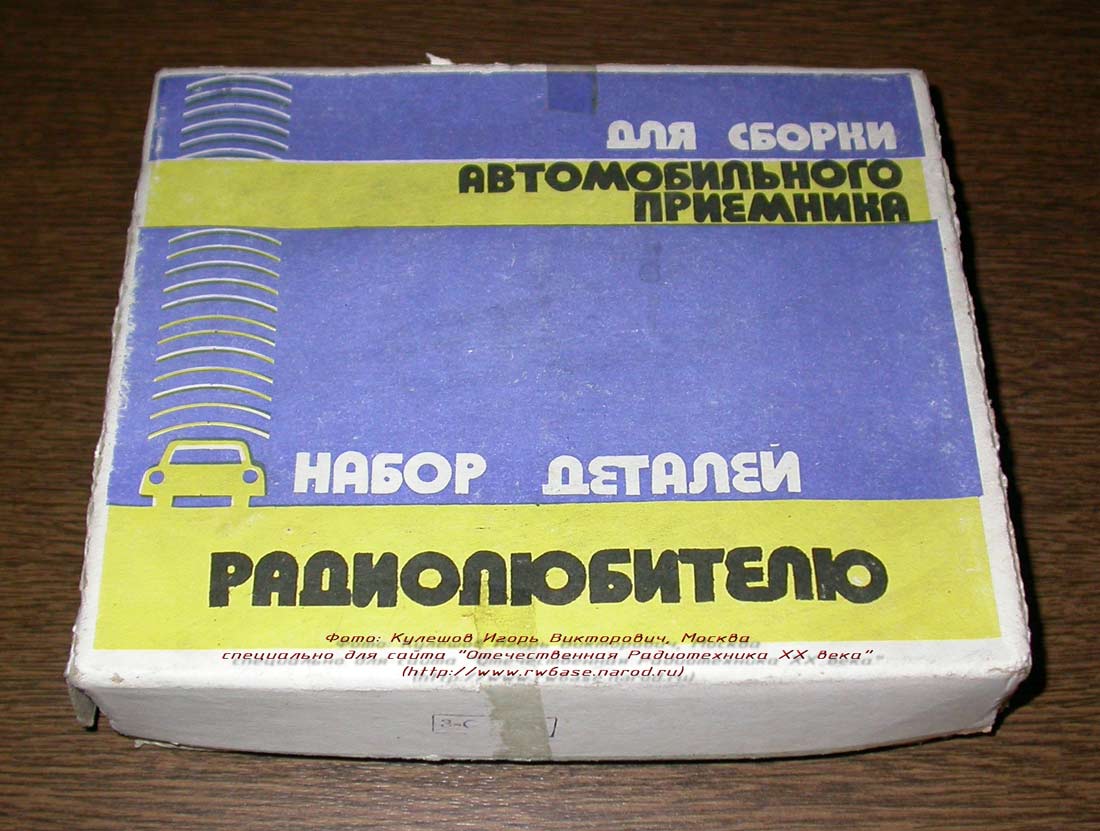 ДЛЯ СБОРКИ
АВТОМОБИЛЬНОГО
ПРИЕМНИКА
НАБОР ДЕТАЛЕЙ
РАДИОЛЮБИТЕЛЮ
Фото: Кулешов Игорь Викторович, Москва
специально для сайта "Отечественная Радиотехника XX века"
(http://www.rwbase.narod.ru)